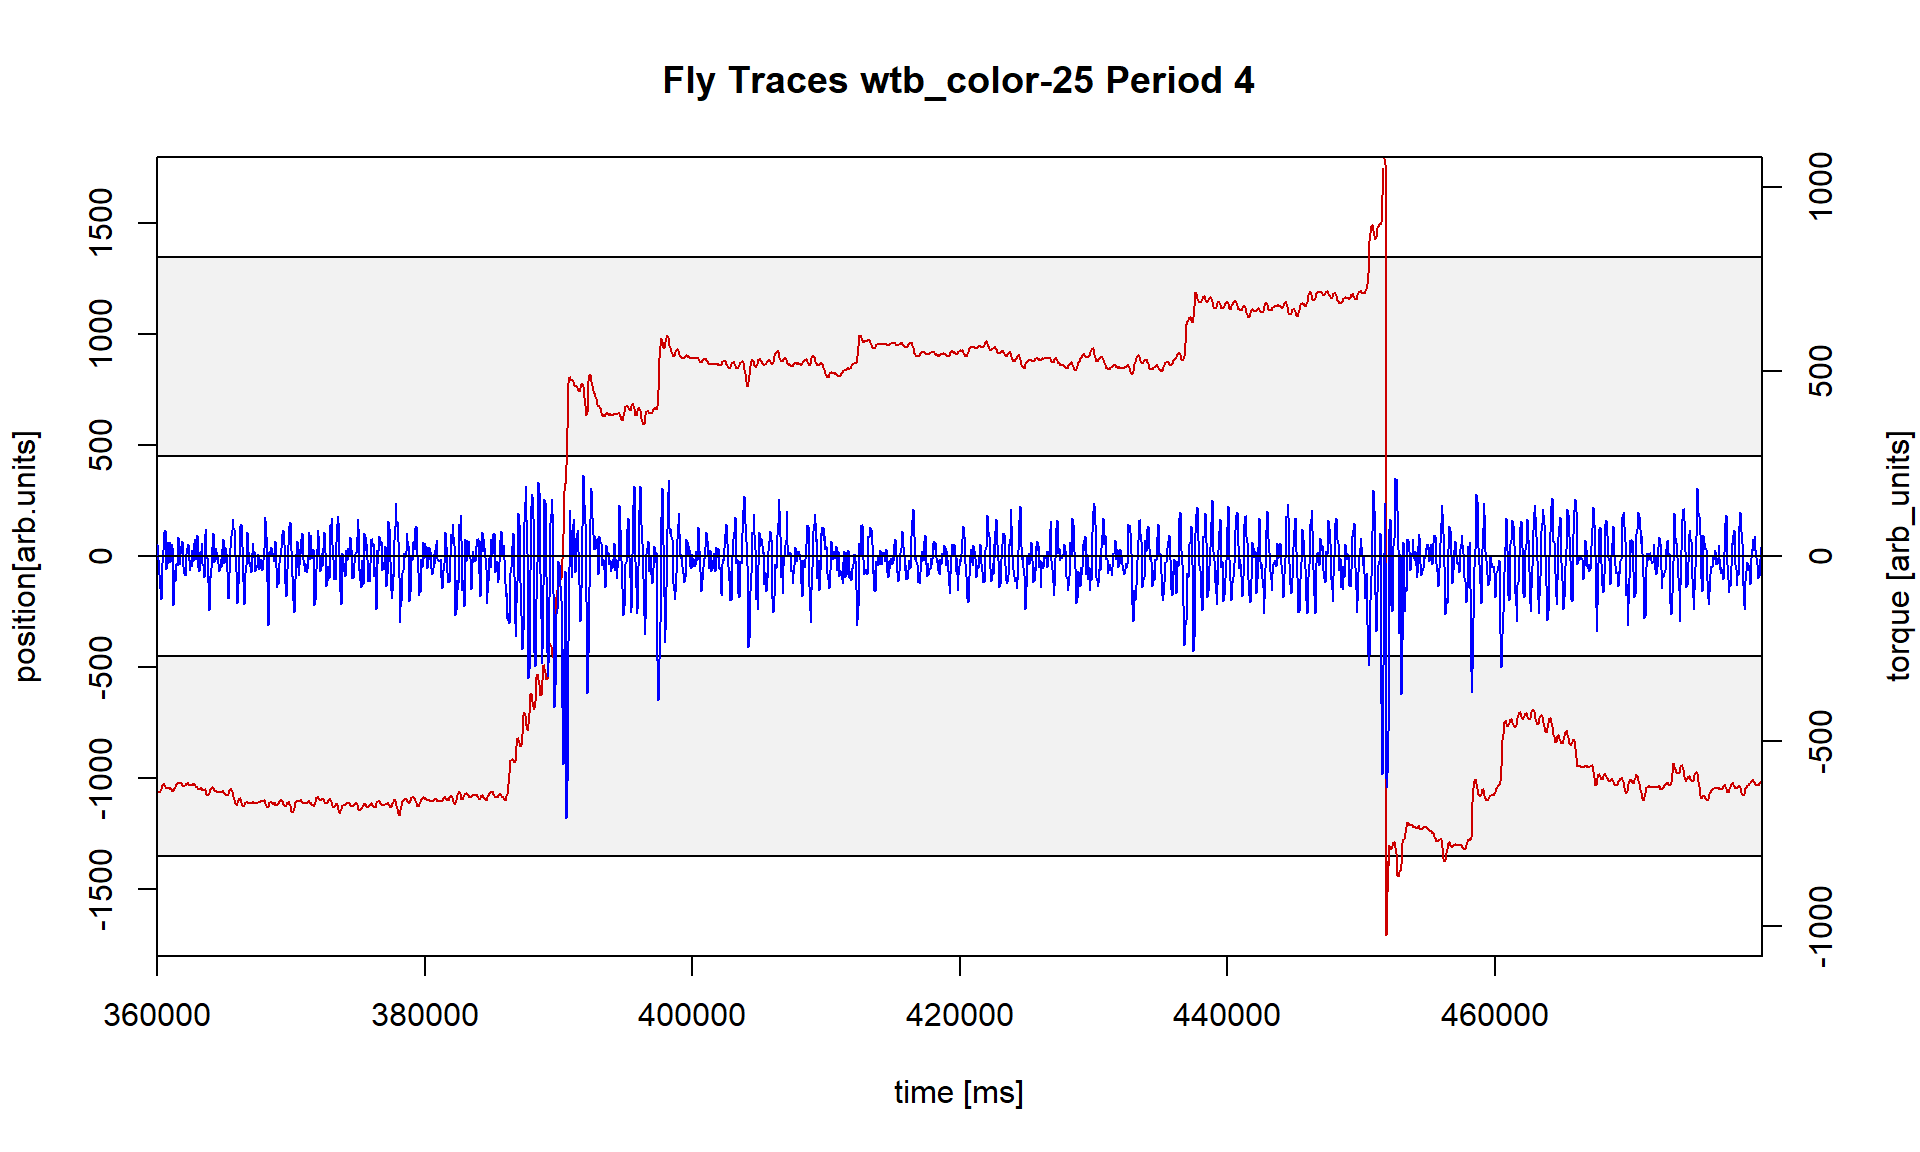 Fly Traces wtb_color-25 Period 4
position[arb.units]
1500
1000
500
0
-500
-1000
-1500
1000
500
0
-500
-1000
torque [arb_units]
360000 380000 400000 420000 440000 460000
time [ms]